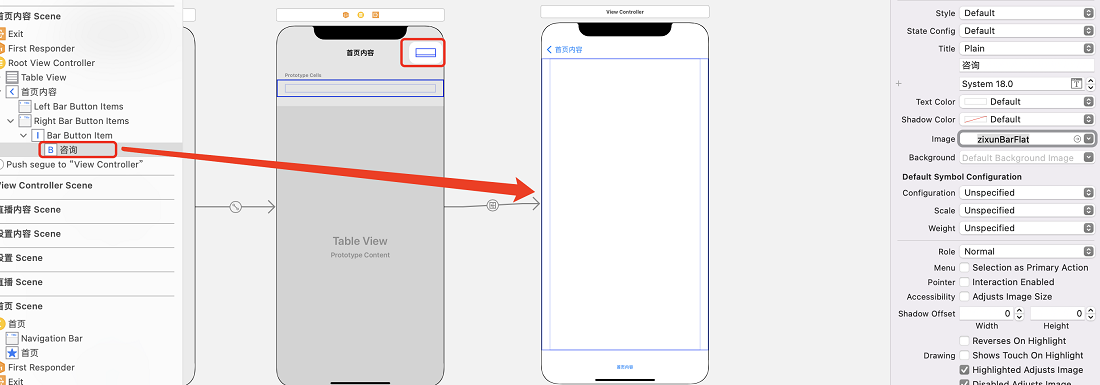 首页内容 Scene
Exit
First Responder
Root View Controller
Table View
首页内容
Left Bar Button Items
Right Bar Button Items
Bar Button Item
B 咨询
Push segue to "View Controller"
View Controller Scene
直播内容 Scene
设置内容 Scene
设置 Scene
直播 Scene
首页 Scene
首页
Navigation Bar
首页
First Responder
Exit
首页内容
Prototype Cells
Table View
Prototype Content
View Controller
首页内容
首页内容
Style Default
State Config Default
Title Plain
咨询
System 18.0
Text Color Default
Shadow Color Default
Image zixunBarFlat
Background Default Background Image
Default Symbol Configuration
Configuration Unspecified
Scale Unspecified
Weight Unspecified
Role Normal
Menu Selection as Primary Action
Pointer Interaction Enabled
Accessibility Adjusts Image Size
Shadow Offset 0 0
Width Height
Reverses On Highlight
Drawing Shows Touch On Highlight
Highlighted Adjusts Image
Disabled Adjusts Image